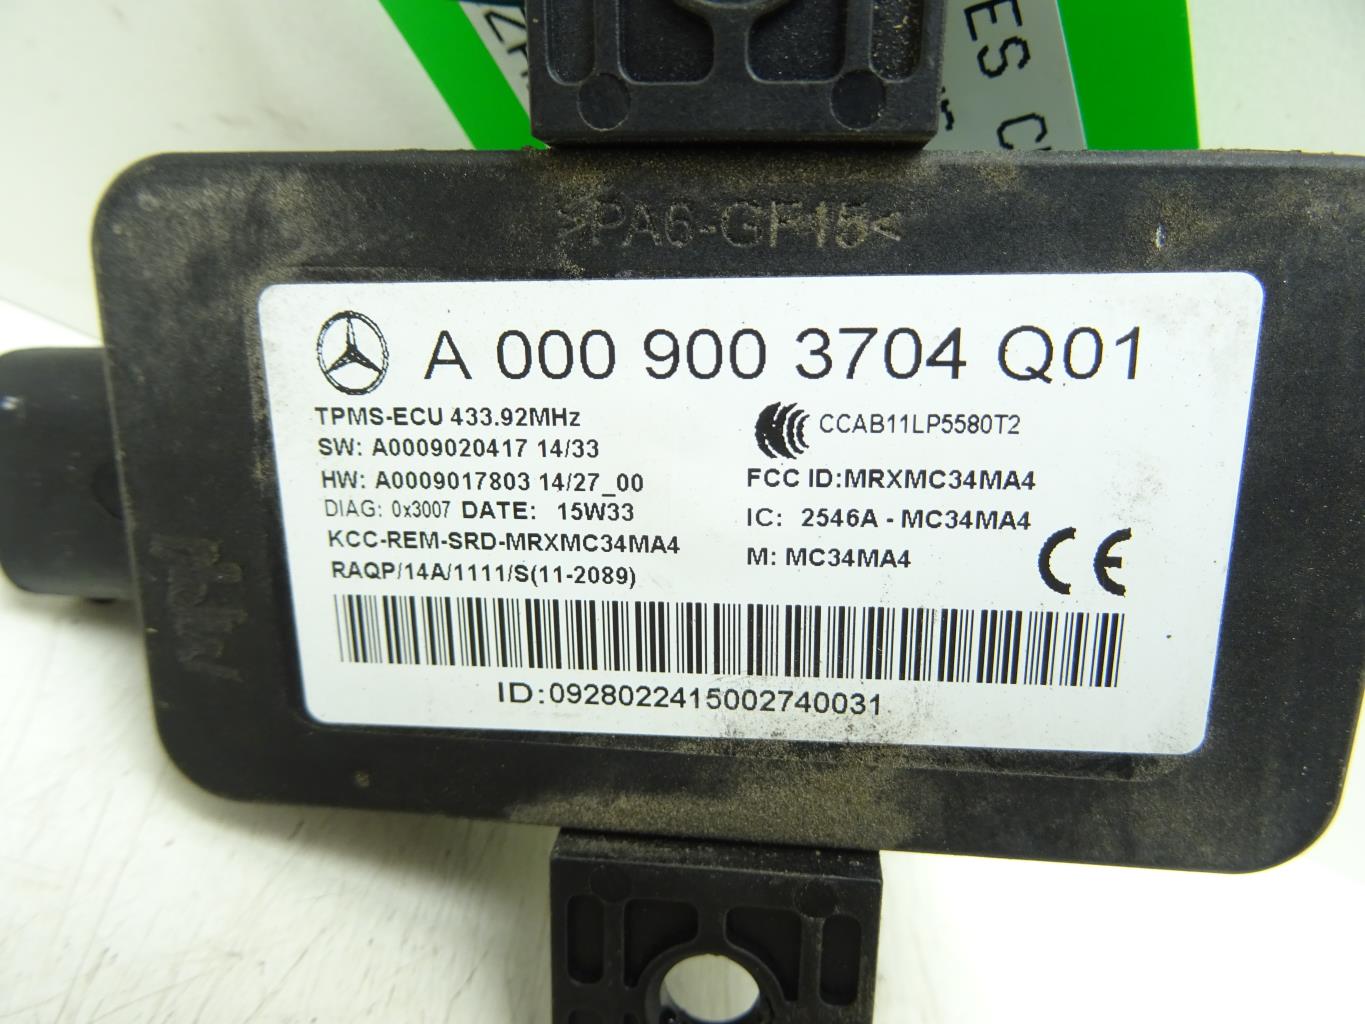 ES
>PA6-GF15<
A 000 900 3704 Q01
TPMS-ECU 433.92MHz
SW: A0009020417 14/33
HW: A0009017803 14/27_00
DIAG: 0x3007 DATE: 15W33
KCC-REM-SRD-MRXMC34MA4
RAQP/14A/1111/S(11-2089)
CCAB11LP5580T2
FCC ID:MRXMC34MA4
IC: 2546A - MC34MA4
M: MC34MA4
CE
ID:0928022415002740031